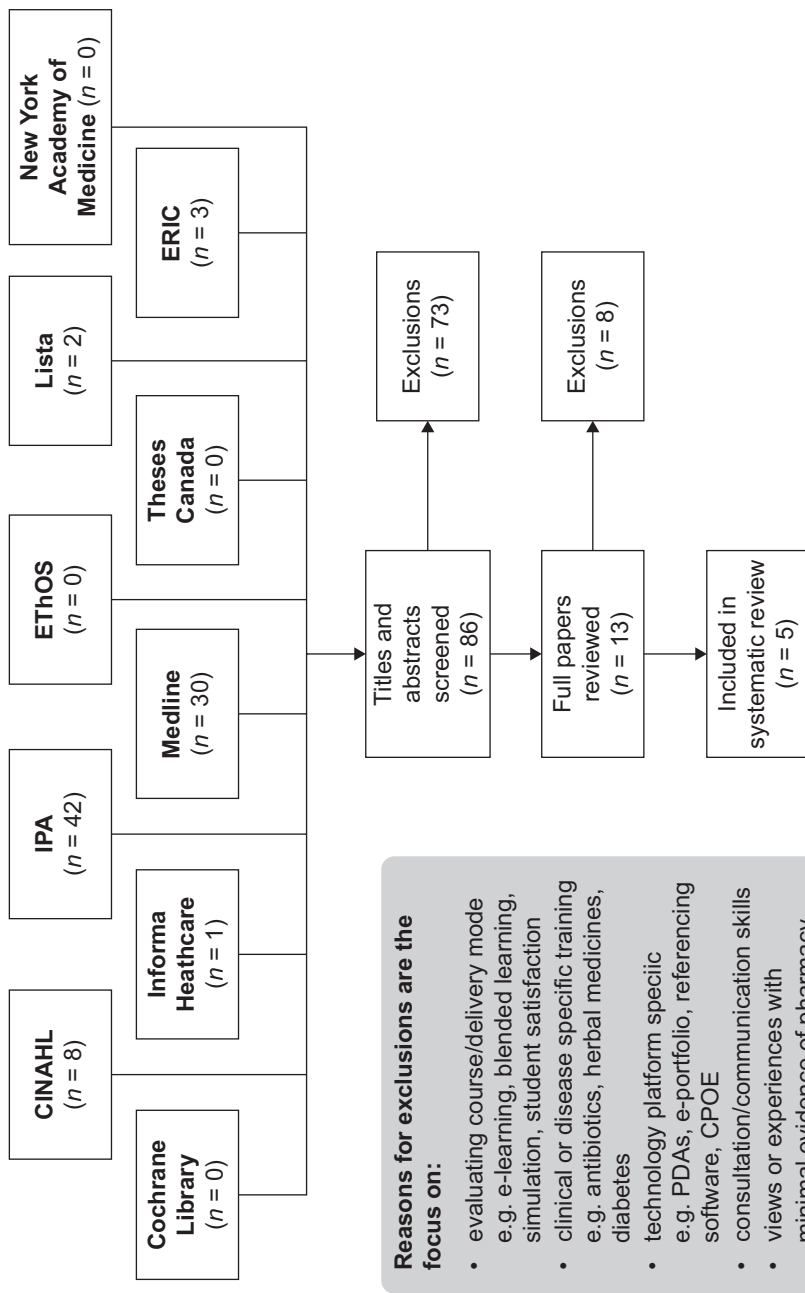 CINAHL
(n = 8)
IPA
(n = 42)
EThOS
(n = 0)
Lista
(n = 2)
New York
Academy of
Medicine (n = 0)
Cochrane
Library
(n = 0)
Informa
Heathcare
(n = 1)
Medline
(n = 30)
Theses
Canada
(n = 0)
ERIC
(n = 3)
Titles and
abstracts
screened
(n = 86)
Exclusions
(n = 73)
Full papers
reviewed
(n = 13)
Exclusions
(n = 8)
Included in
systematic review
(n = 5)
Reasons for exclusions are the
focus on:
• evaluating course/delivery mode
e.g. e-learning, blended learning,
simulation, student satisfaction
• clinical or disease specific training
e.g. antibiotics, herbal medicines,
diabetes
• technology platform speciic
e.g. PDAs, e-portfolio, referencing
software, CPOE
• consultation/communication skills
• views or experiences with
minimal evidence of pharmacy